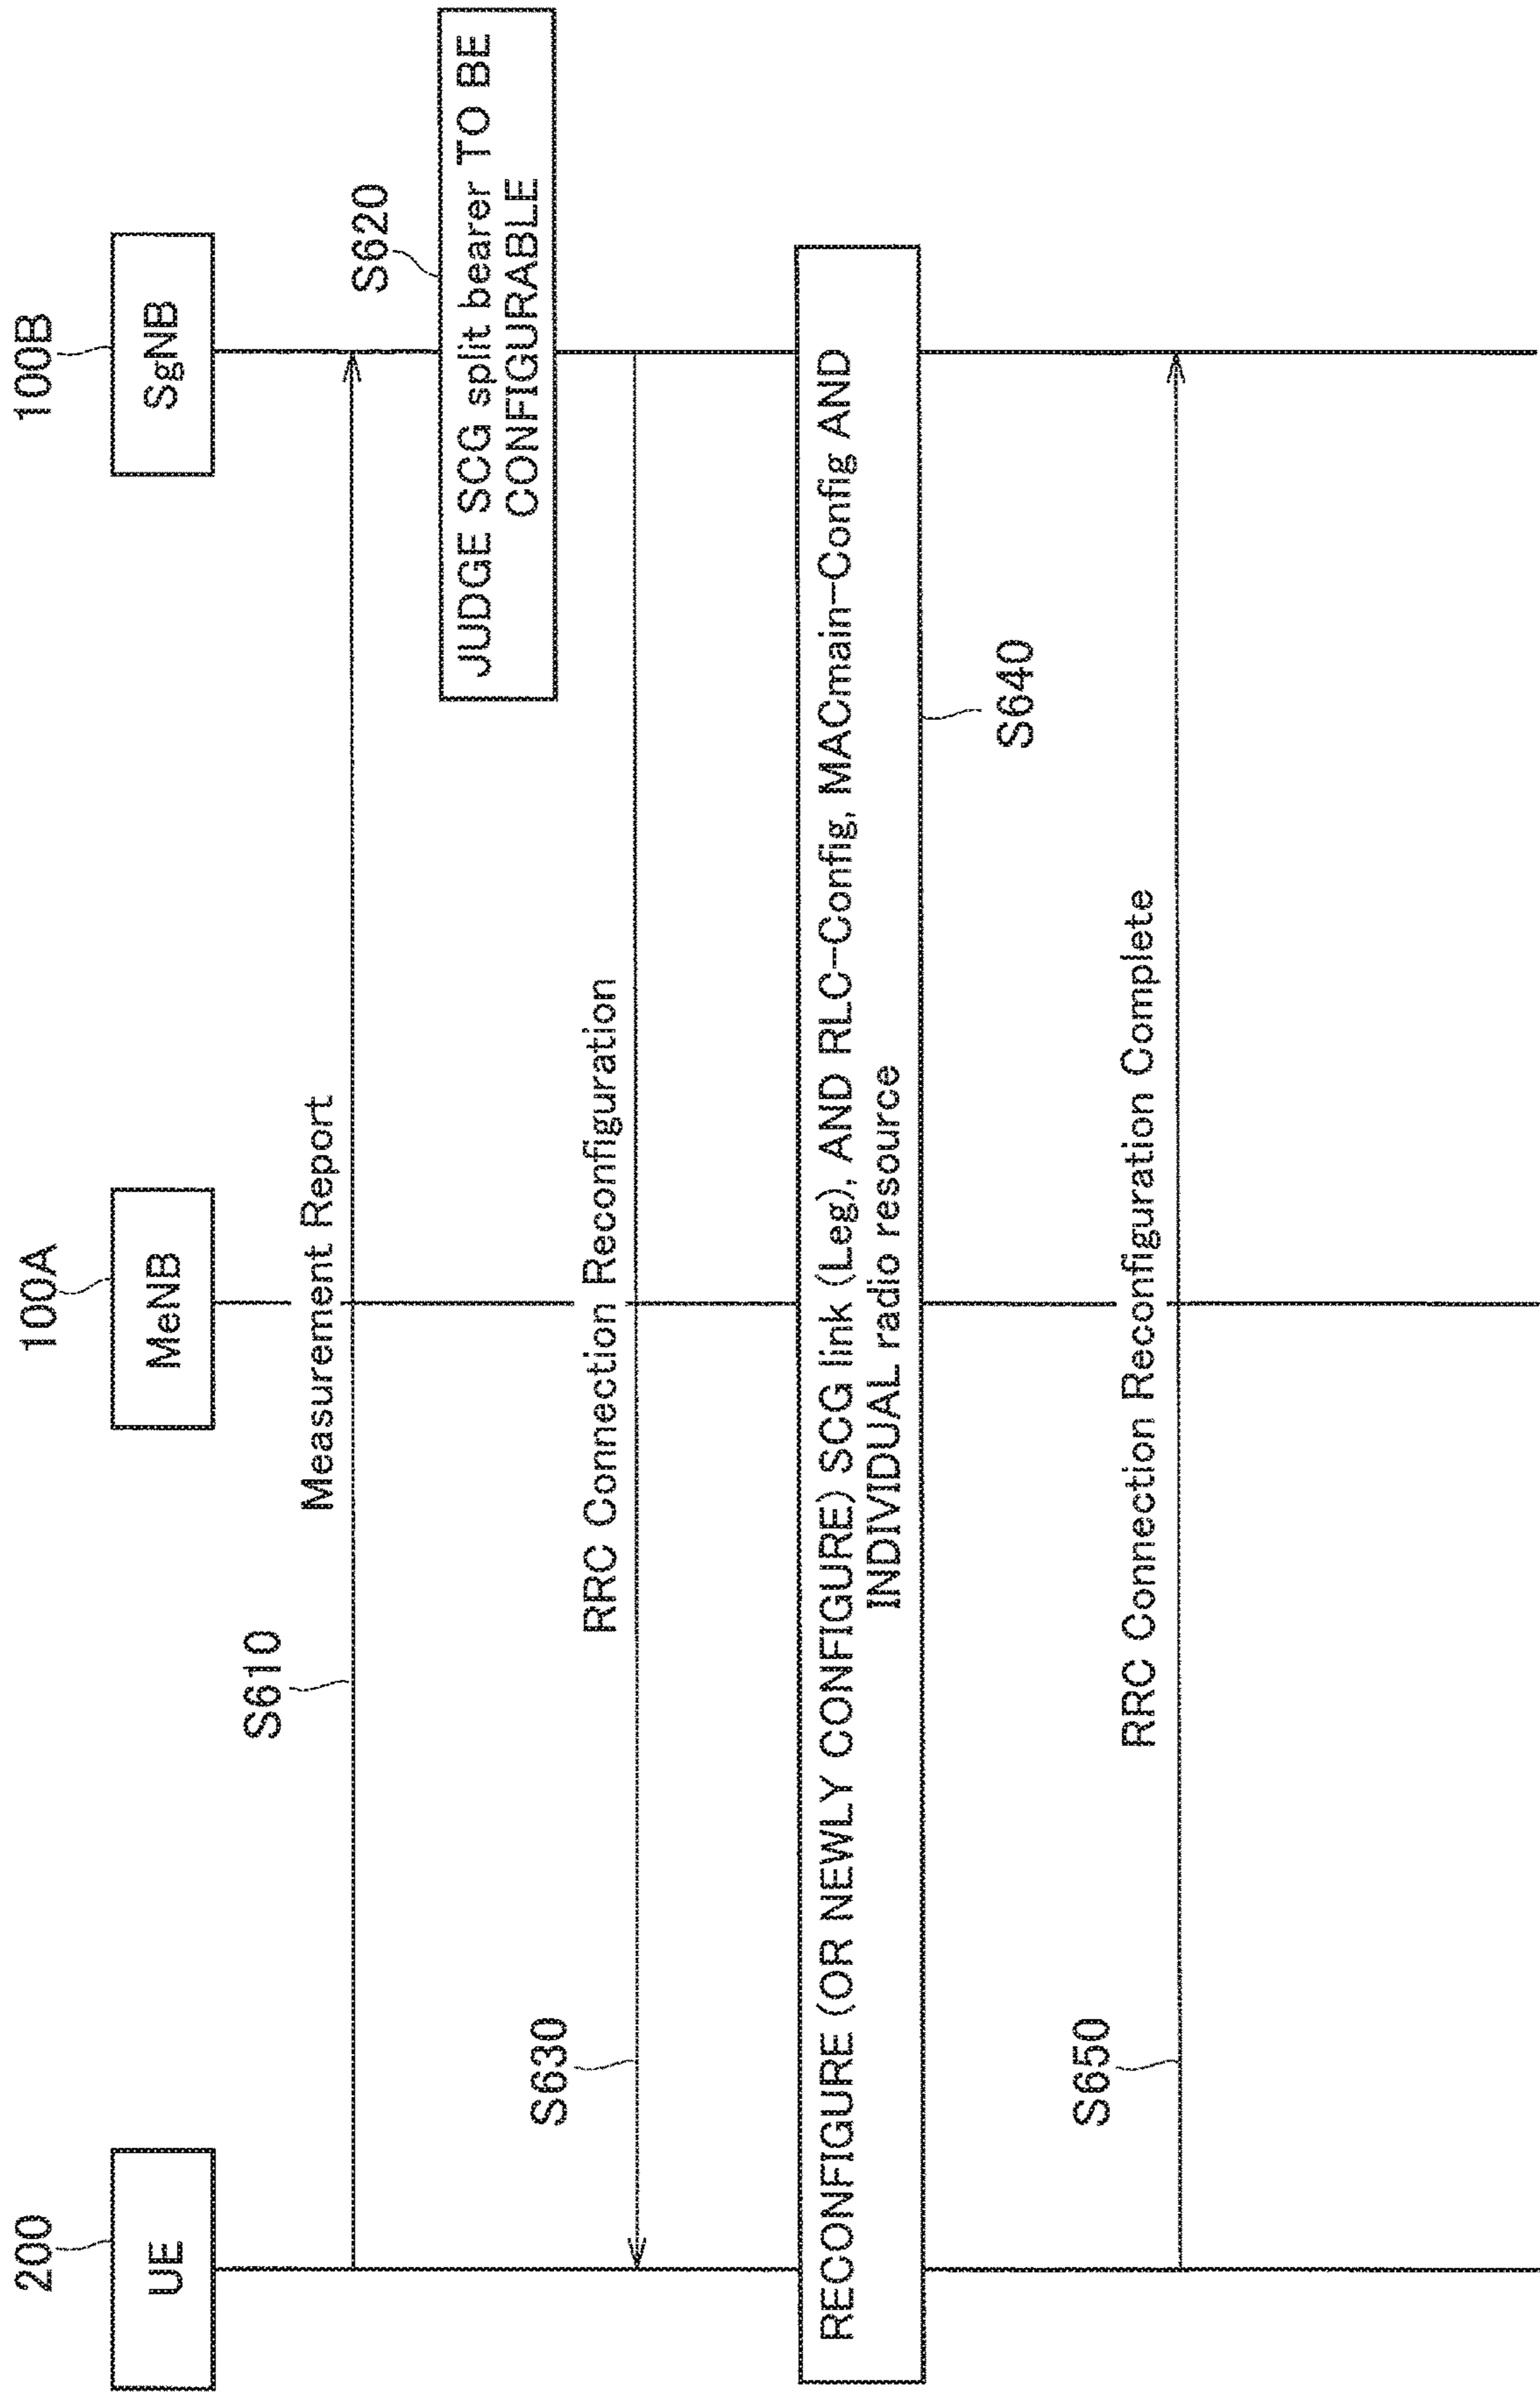 200
100A
100B
UE
MeNB
SgNB
S610
Measurement Report
S620
JUDGE SCG split bearer TO BE
CONFIGURABLE
S630
RRC Connection Reconfiguration
RECONFIGURE (OR NEWLY CONFIGURE) SCG link (Leg), AND RLC-Config, MACmain-Config AND
INDIVIDUAL radio resource
S640
S650
RRC Connection Reconfiguration Complete